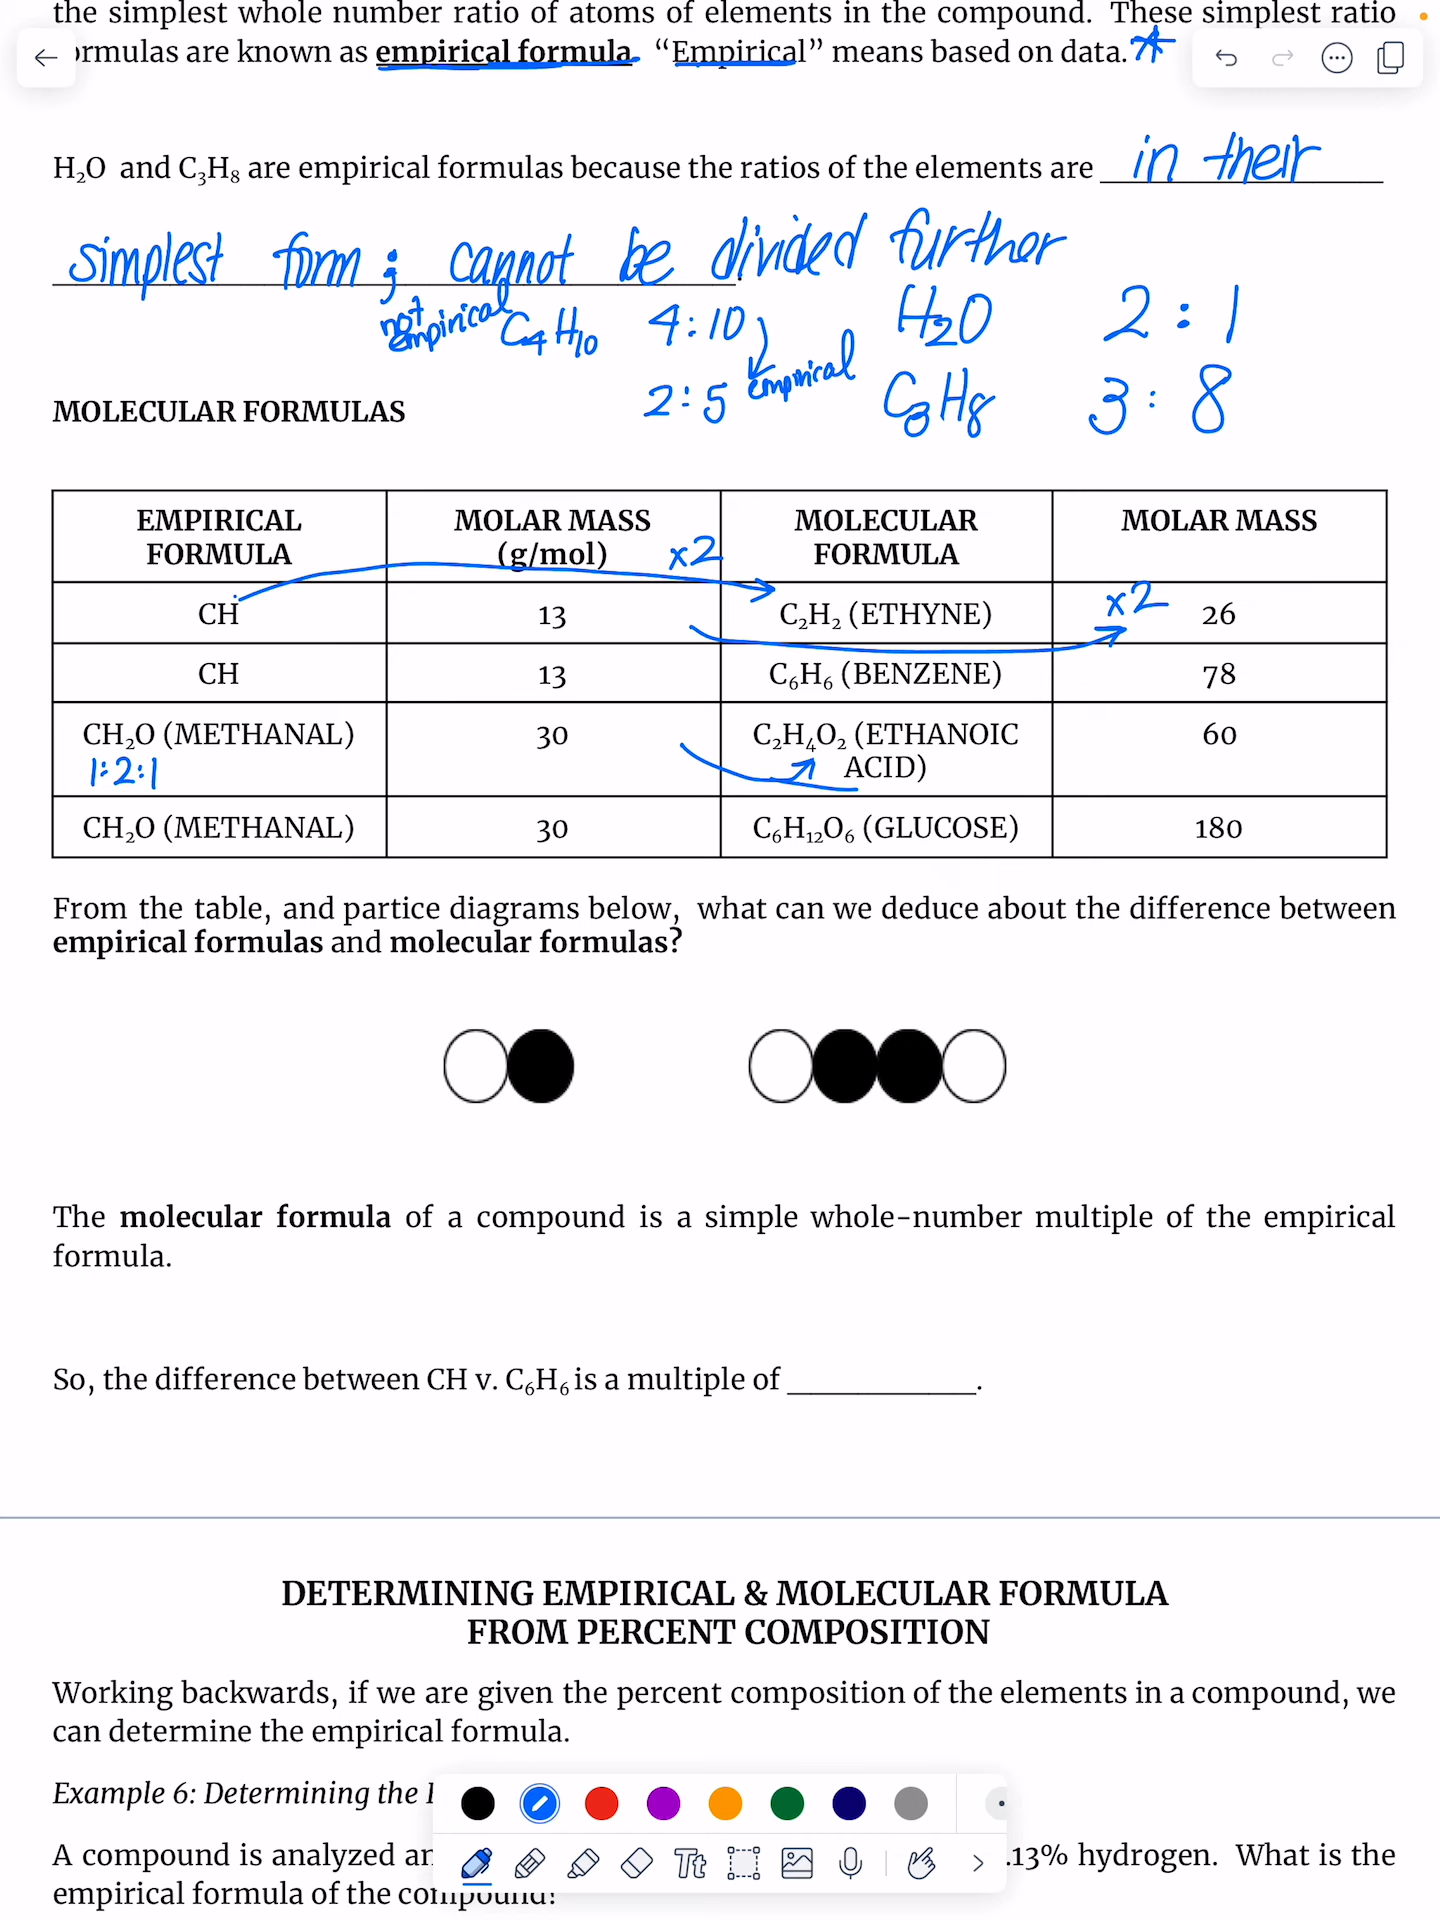 the simplest whole number ratio of atoms of elements in the compound. These simplest ratio
ormulas are known as empirical formula. “Empirical” means based on data.
H₂O and C₃H₈ are empirical formulas because the ratios of the elements are in their
simplest form; cannot be divided further
not empirical C₄H₁₀ 4:10 H₂O 2:1
2:5 empirical C₃H₈ 3:8
MOLECULAR FORMULAS
EMPIRICAL FORMULA MOLAR MASS (g/mol) MOLECULAR FORMULA MOLAR MASS
x2
CH 13 C₂H₂ (ETHYNE) x2 26
CH 13 C₆H₆ (BENZENE) 78
CH₂O (METHANAL) 30 C₂H₄O₂ (ETHANOIC ACID) 60
1:2:1
CH₂O (METHANAL) 30 C₆H₁₂O₆ (GLUCOSE) 180
From the table, and partice diagrams below, what can we deduce about the difference between
empirical formulas and molecular formulas?
The molecular formula of a compound is a simple whole-number multiple of the empirical
formula.
So, the difference between CH v. C₆H₆ is a multiple of ____________.
DETERMINING EMPIRICAL & MOLECULAR FORMULA
FROM PERCENT COMPOSITION
Working backwards, if we are given the percent composition of the elements in a compound, we
can determine the empirical formula.
Example 6: Determining the
A compound is analyzed an .13% hydrogen. What is the
empirical formula of the compound?
Tt